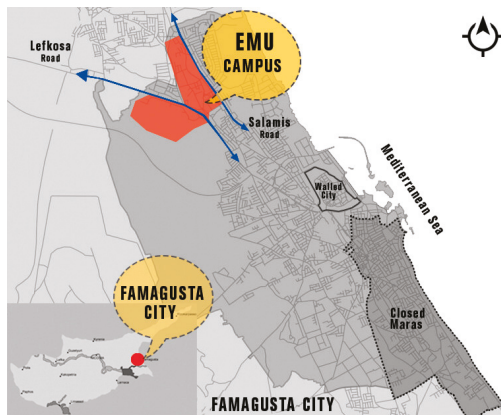 Lefkosa
Road
EMU
CAMPUS
Salamis
Road
Mediterranean Sea
Walled
City
Closed
Maras
FAMAGUSTA
CITY
FAMAGUSTA CITY